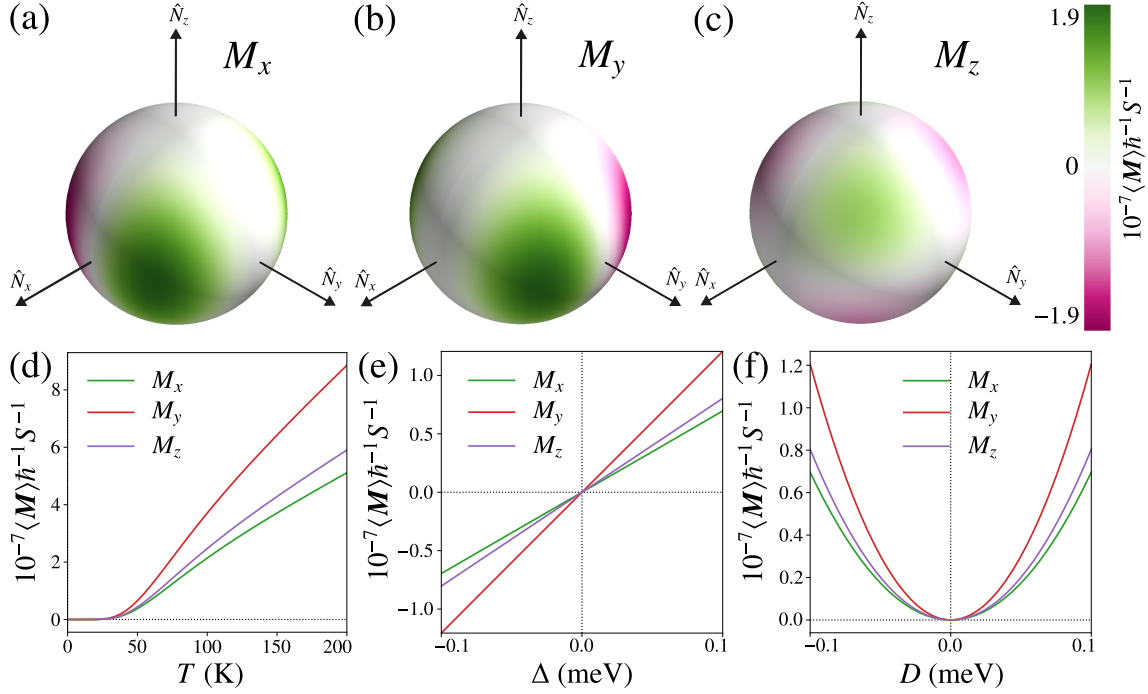 (a)
N̂z
Mx
N̂x
N̂y
(b)
N̂z
My
N̂x
N̂y
(c)
N̂z
Mz
N̂x
N̂y
1.9
0
−1.9
10⁻⁷⟨M⟩ℏ⁻¹S⁻¹
(d)
Mx
My
Mz
8
6
4
2
0
10⁻⁷⟨M⟩ℏ⁻¹S⁻¹
0 50 100 150 200
T (K)
(e)
Mx
My
Mz
1.0
0.5
0.0
−0.5
−1.0
10⁻⁷⟨M⟩ℏ⁻¹S⁻¹
−0.1 0.0 0.1
Δ (meV)
(f)
Mx
My
Mz
1.2
1.0
0.8
0.6
0.4
0.2
0.0
10⁻⁷⟨M⟩ℏ⁻¹S⁻¹
−0.1 0.0 0.1
D (meV)